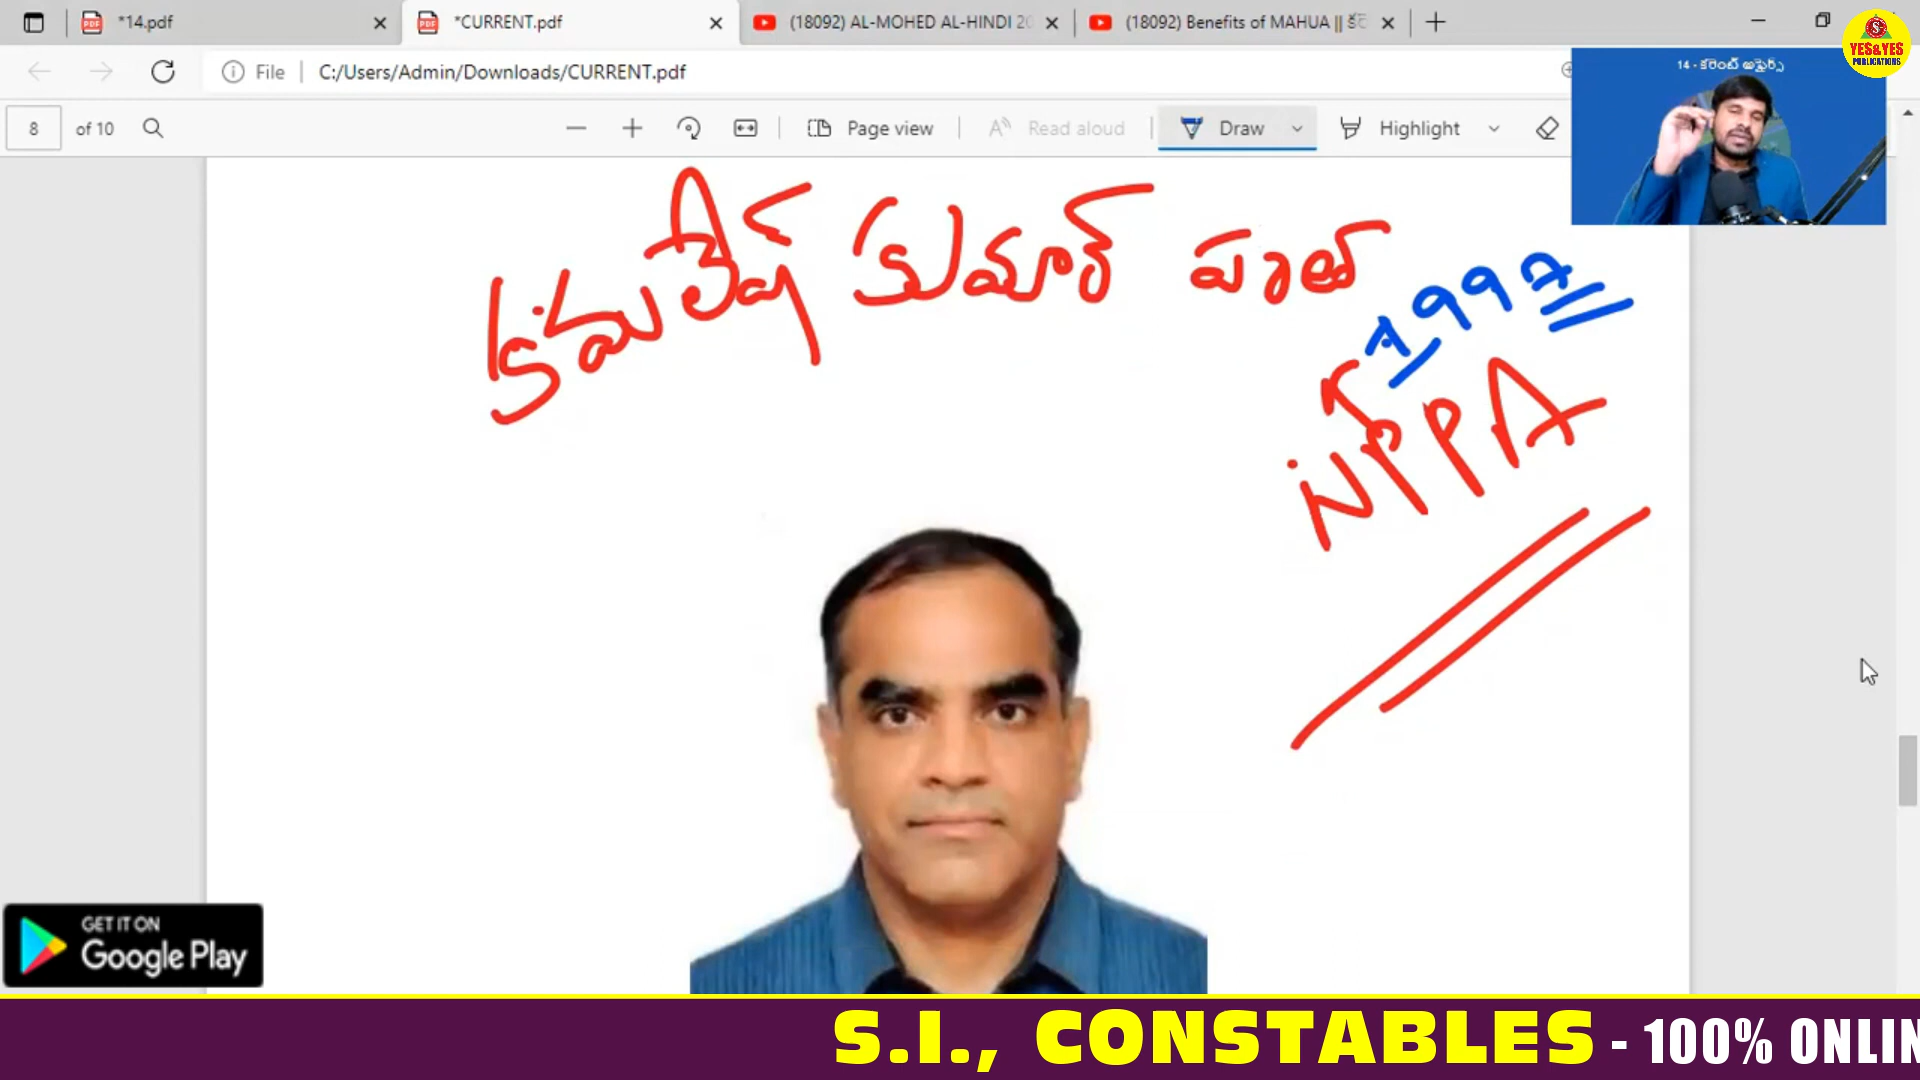 *14.pdf
*CURRENT.pdf
(18092) AL-MOHED AL-HINDI 20
(18092) Benefits of MAHUA ||
File
C:/Users/Admin/Downloads/CURRENT.pdf
8 of 10
Page view
Read aloud
Draw
Highlight
YES&YES
PUBLICATIONS
14 - కరెంట్ అఫైర్స్
కమలేష్ కుమార్ పంత్
1997
NPPA
GET IT ON
Google Play
S.I., CONSTABLES - 100% ONLIN